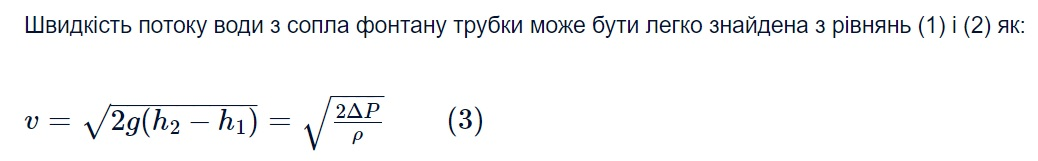 Швидкість потоку води з сопла фонтану трубки може бути легко знайдена з рівнянь (1) і (2) як:
v = √(2g(h₂ − h₁)) = √(2ΔP/ρ) (3)